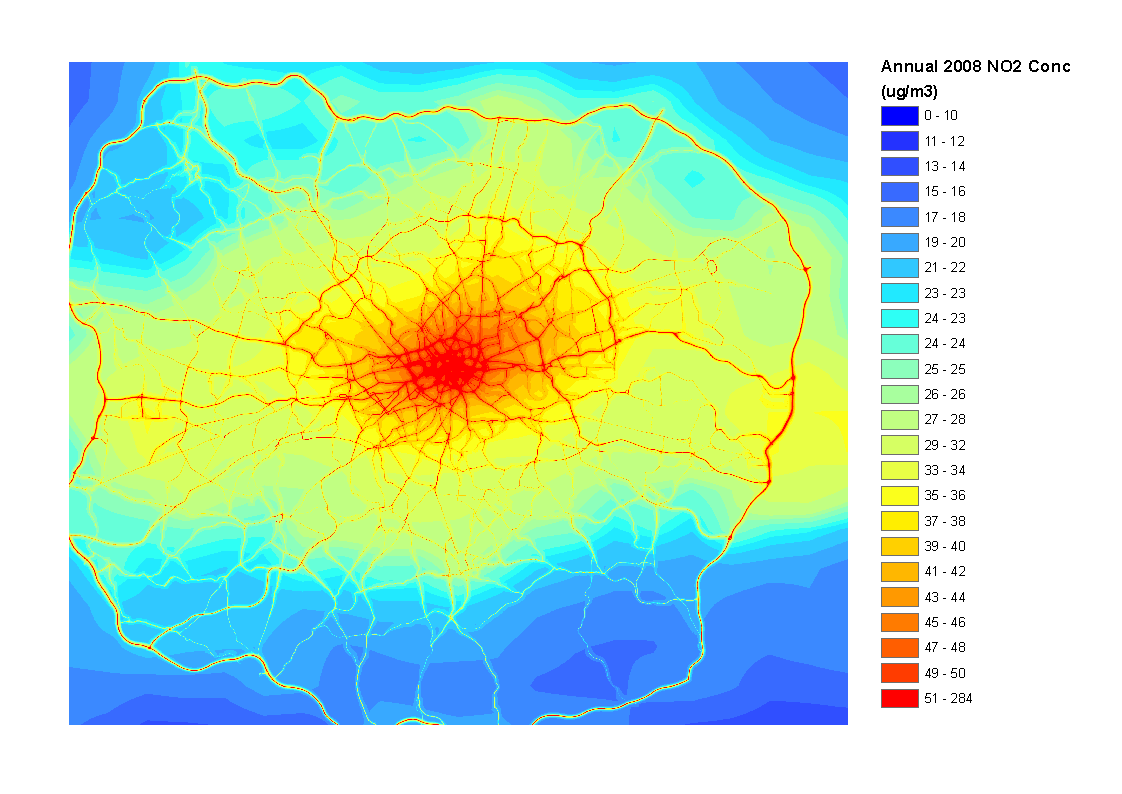 Annual 2008 NO2 Conc
(ug/m3)
0 - 10
11 - 12
13 - 14
15 - 16
17 - 18
19 - 20
21 - 22
23 - 23
24 - 23
24 - 24
25 - 25
26 - 26
27 - 28
29 - 32
33 - 34
35 - 36
37 - 38
39 - 40
41 - 42
43 - 44
45 - 46
47 - 48
49 - 50
51 - 284